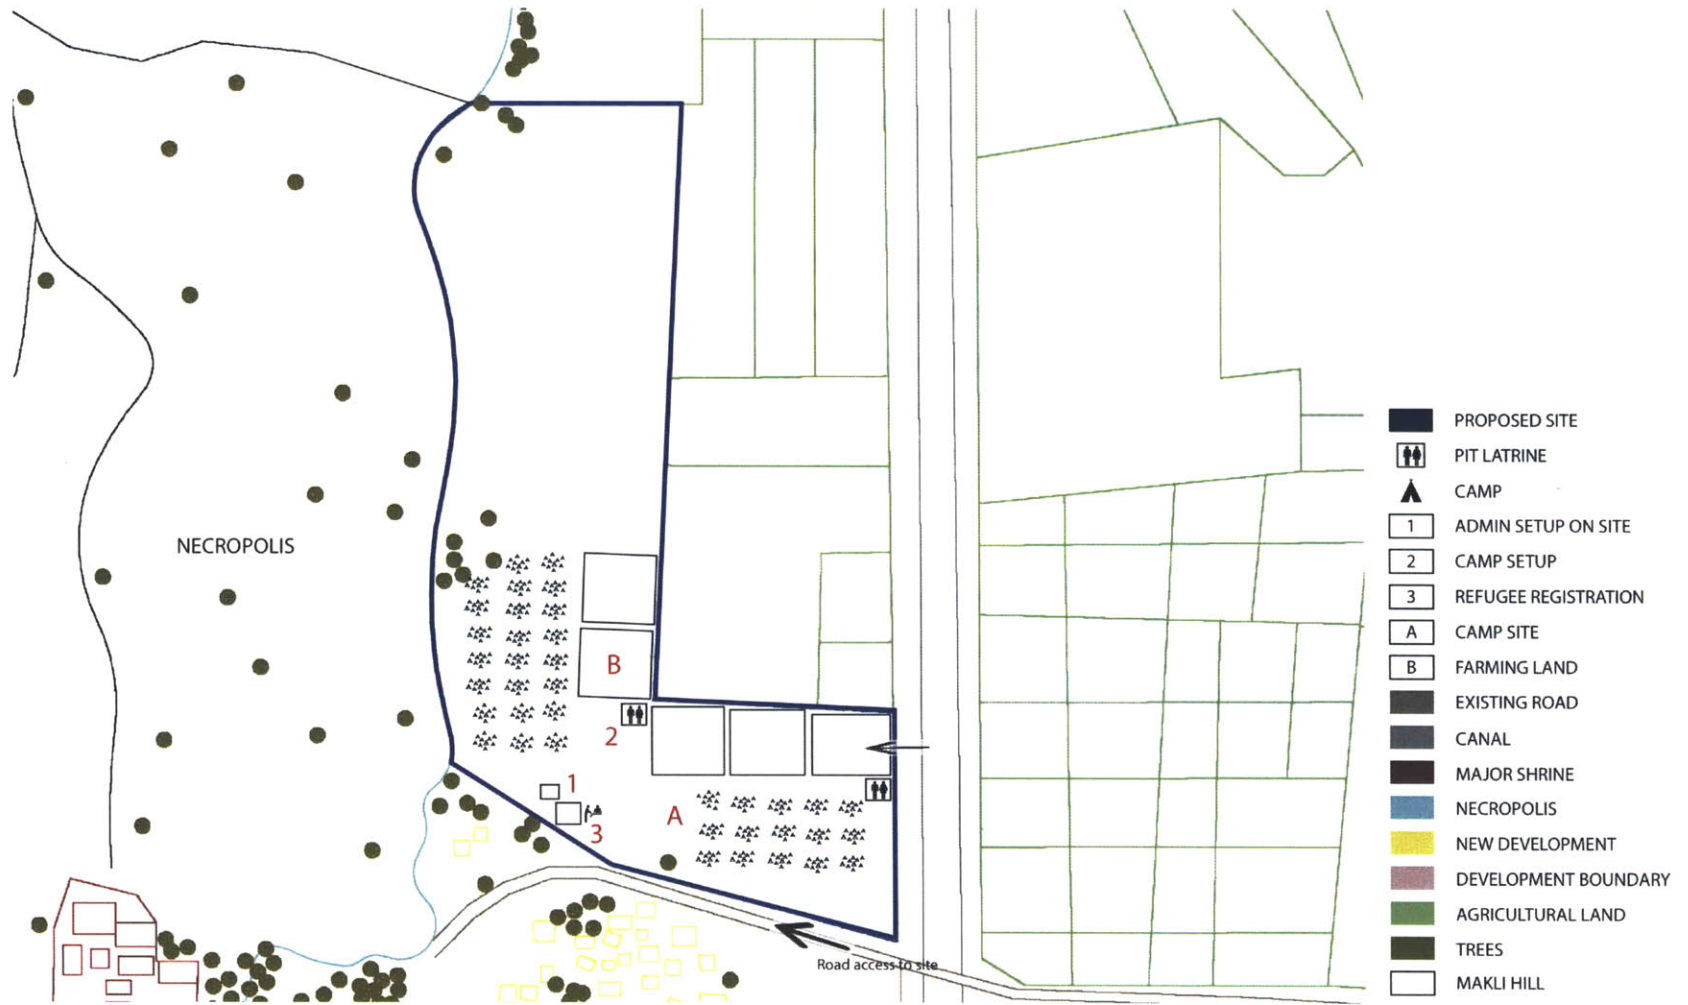 NECROPOLIS
B
2
1
A
3
Road access to site
PROPOSED SITE
PIT LATRINE
CAMP
1 ADMIN SETUP ON SITE
2 CAMP SETUP
3 REFUGEE REGISTRATION
A CAMP SITE
B FARMING LAND
EXISTING ROAD
CANAL
MAJOR SHRINE
NECROPOLIS
NEW DEVELOPMENT
DEVELOPMENT BOUNDARY
AGRICULTURAL LAND
TREES
MAKLI HILL